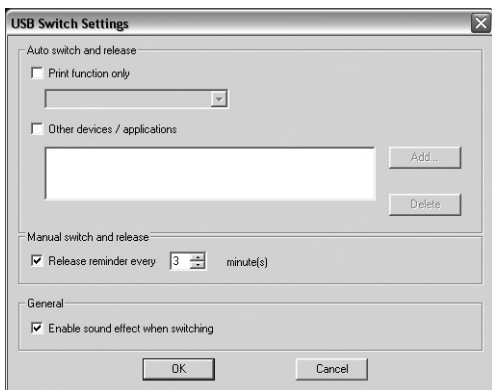 USB Switch Settings
Auto switch and release
Print function only
Other devices / applications
Add...
Delete
Manual switch and release
Release reminder every 3 minute(s)
General
Enable sound effect when switching
OK Cancel